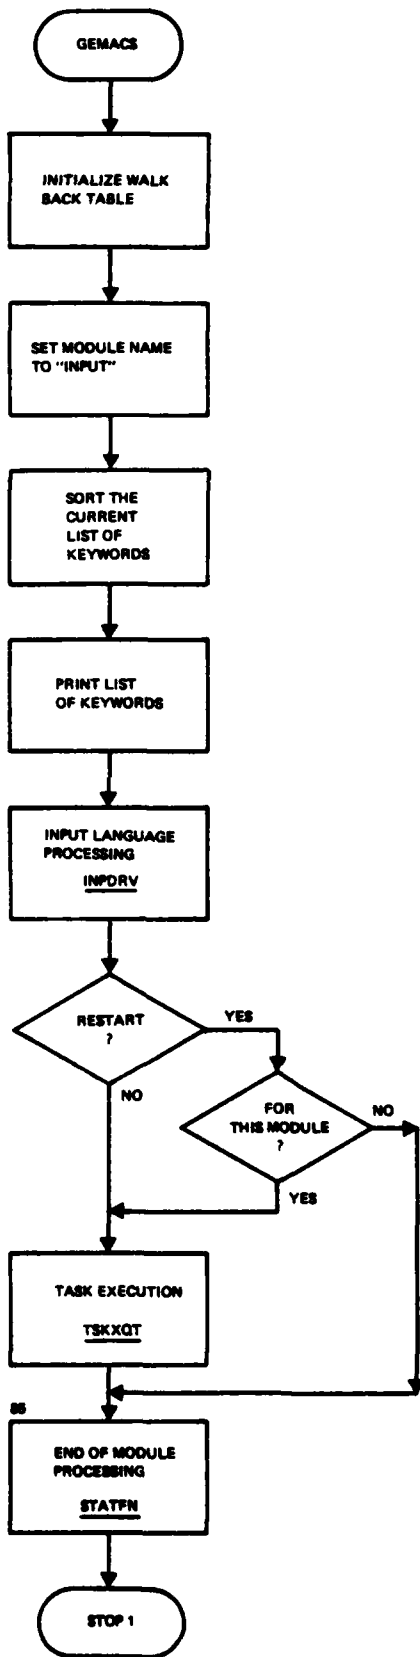 GEMACS
INITIALIZE WALK
BACK TABLE
SET MODULE NAME
TO "INPUT"
SORT THE
CURRENT
LIST OF
KEYWORDS
PRINT LIST
OF KEYWORDS
INPUT LANGUAGE
PROCESSING
INPDRV
RESTART
?
YES
NO
FOR
THIS MODULE
?
NO
YES
TASK EXECUTION
TSKXQT
85
END OF MODULE
PROCESSING
STATFN
STOP 1